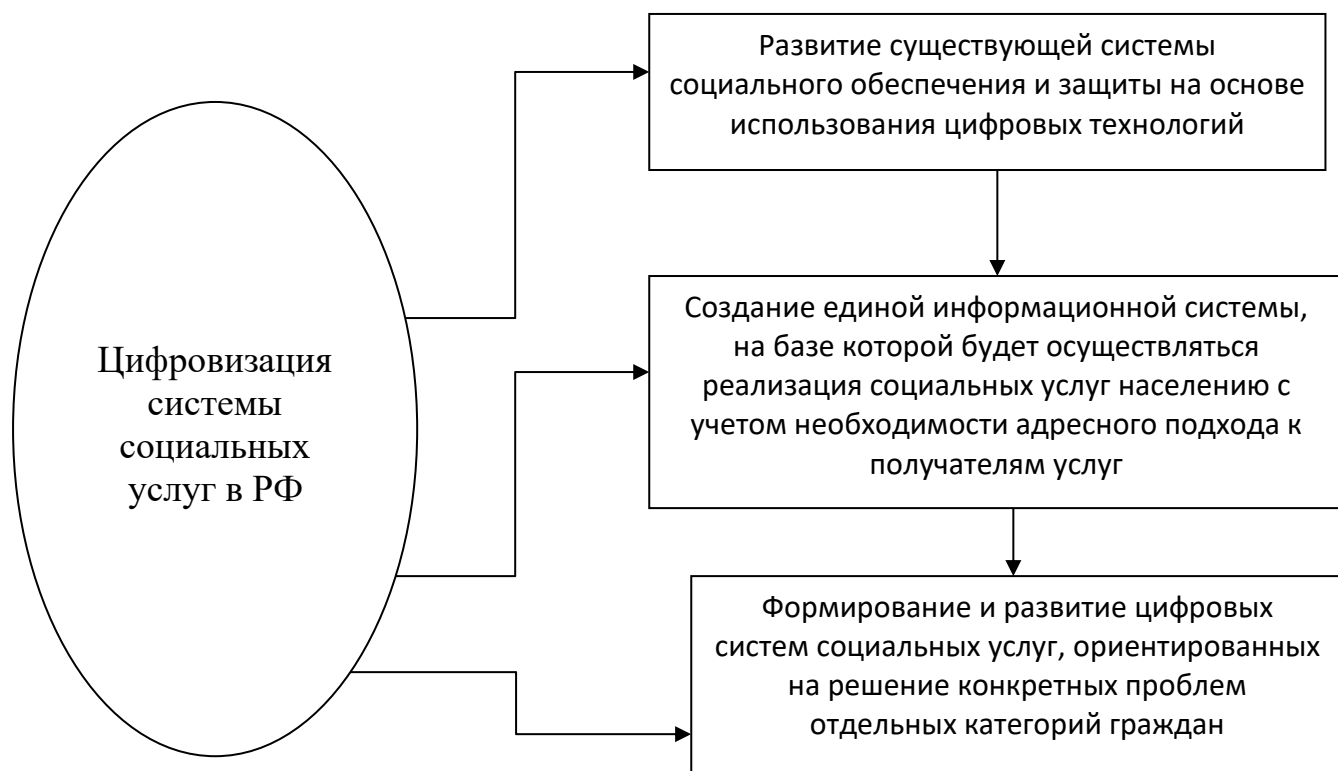 Цифровизация
системы
социальных
услуг в РФ
Развитие существующей системы
социального обеспечения и защиты на основе
использования цифровых технологий
Создание единой информационной системы,
на базе которой будет осуществляться
реализация социальных услуг населению с
учетом необходимости адресного подхода к
получателям услуг
Формирование и развитие цифровых
систем социальных услуг, ориентированных
на решение конкретных проблем
отдельных категорий граждан